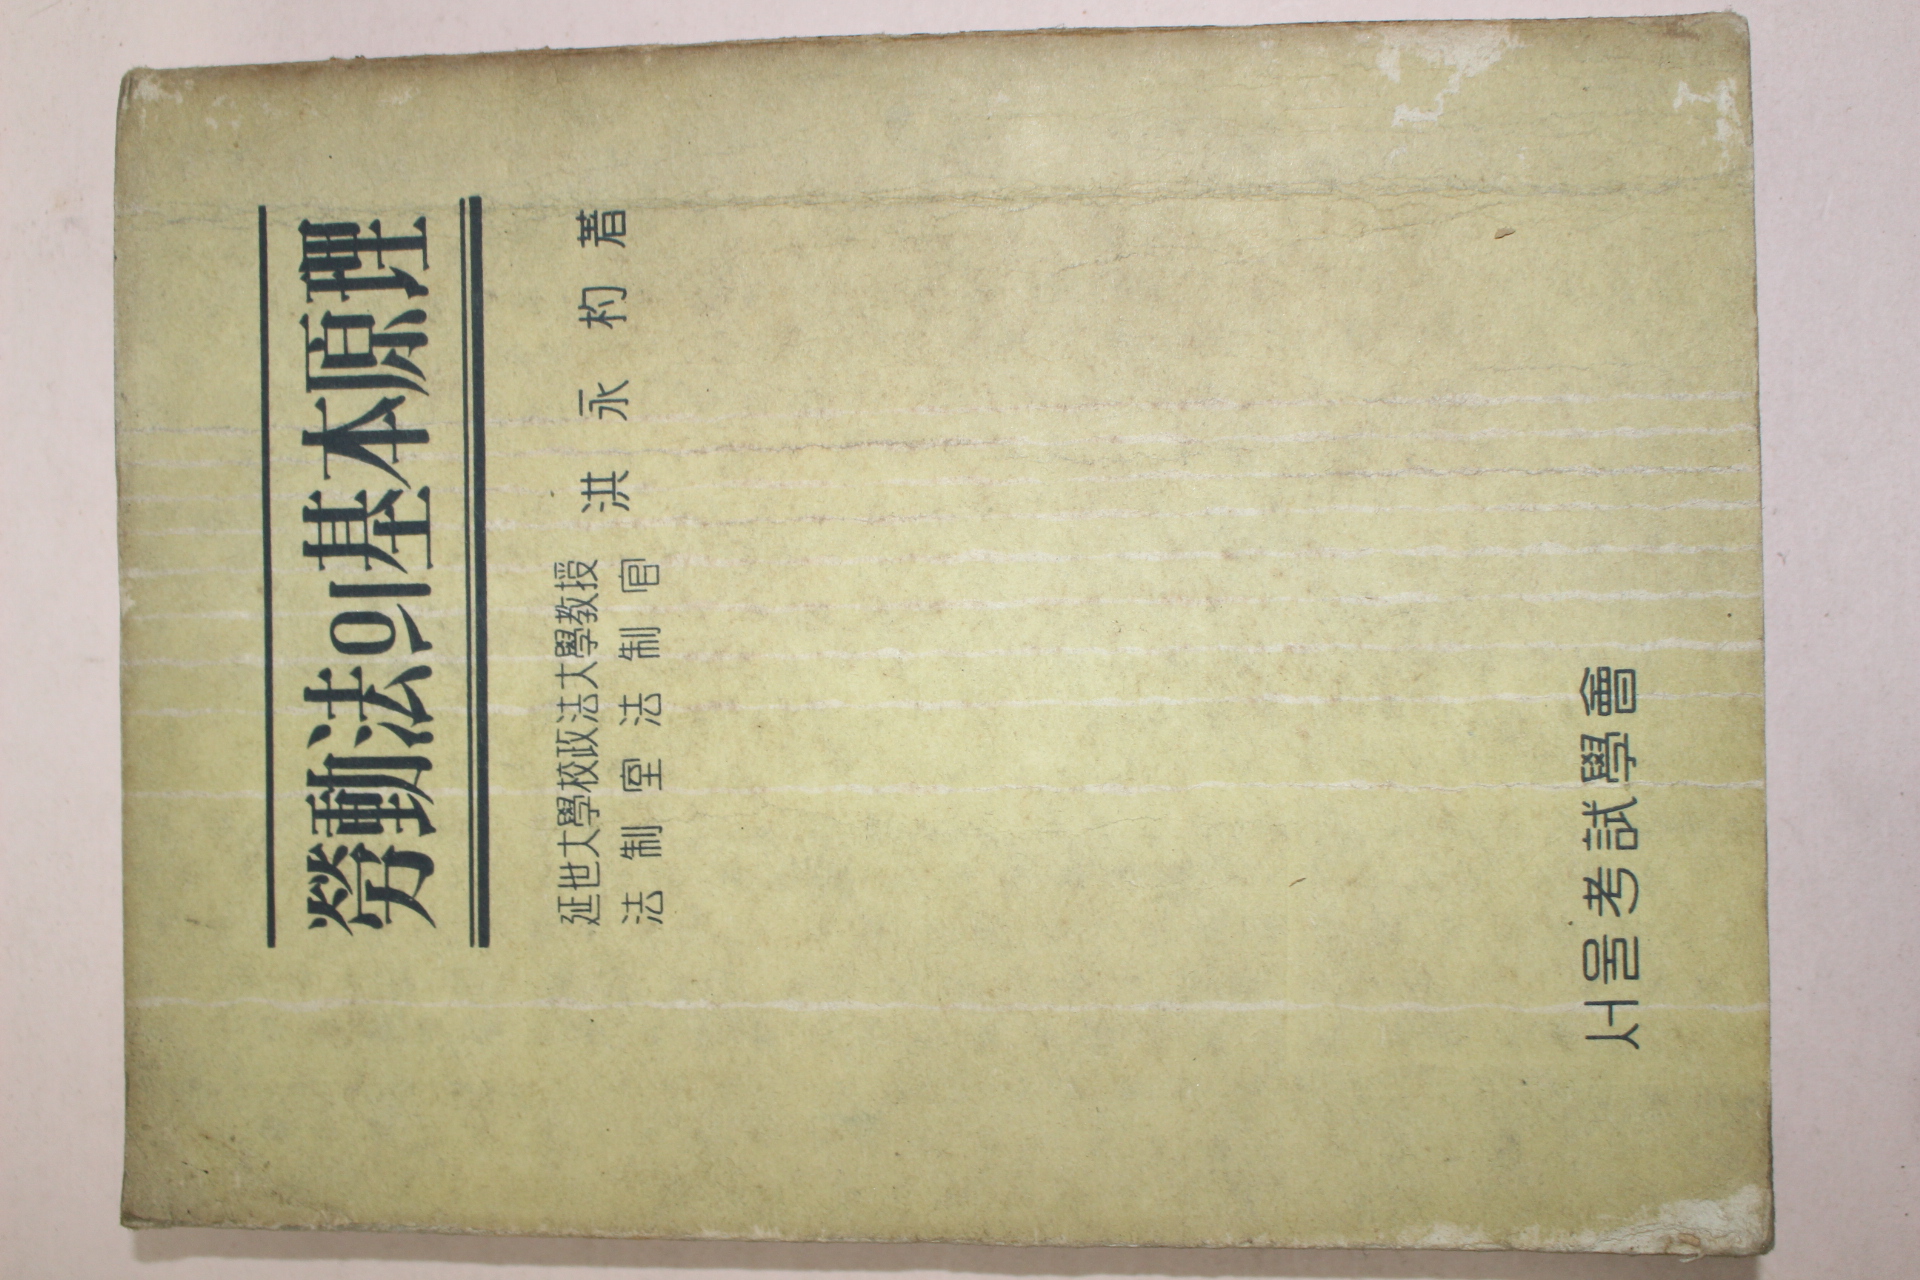 勞動法의基本原理
延世大學校政法大學敎授
法制室法制官
洪永杓著
서울考試學會